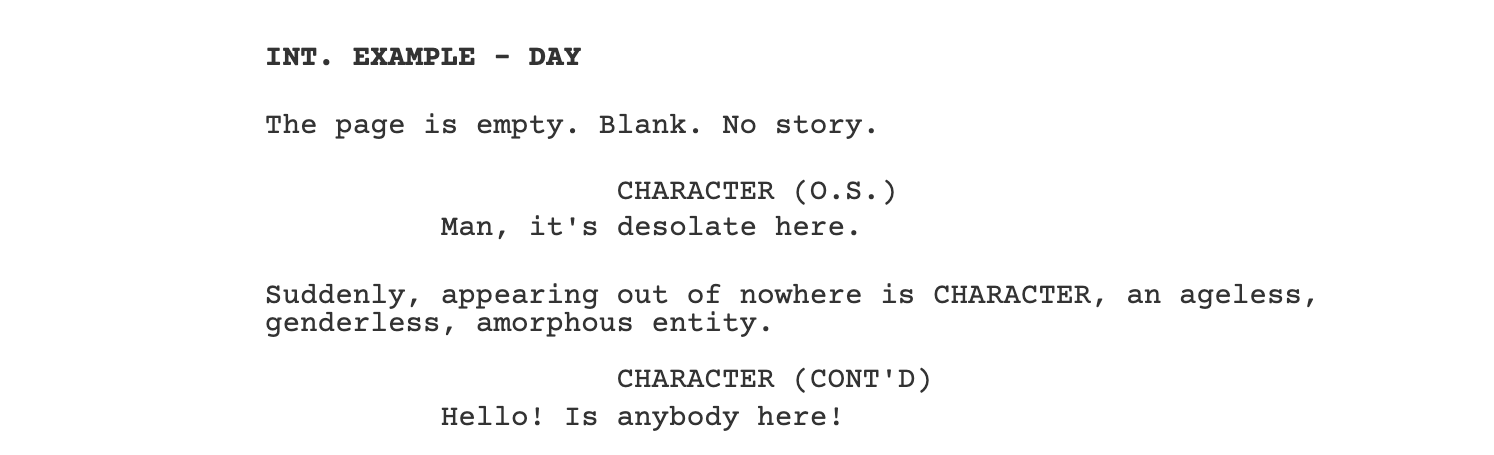 INT. EXAMPLE - DAY
The page is empty. Blank. No story.
CHARACTER (O.S.)
Man, it's desolate here.
Suddenly, appearing out of nowhere is CHARACTER, an ageless,
genderless, amorphous entity.
CHARACTER (CONT'D)
Hello! Is anybody here!